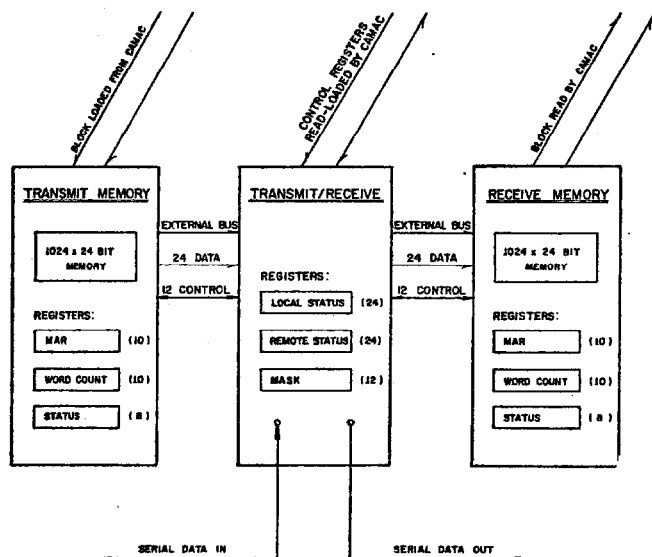 BLOCK LOADED FROM CAMAC
CONTROL REGISTERS
READ-LOADED BY CAMAC
BLOCK READ BY CAMAC
TRANSMIT MEMORY
1024 x 24 BIT
MEMORY
REGISTERS:
MAR (10)
WORD COUNT (10)
STATUS (8)
EXTERNAL BUS
24 DATA
12 CONTROL
TRANSMIT/RECEIVE
REGISTERS:
LOCAL STATUS (24)
REMOTE STATUS (24)
MASK (12)
EXTERNAL BUS
24 DATA
12 CONTROL
RECEIVE MEMORY
1024 x 24 BIT
MEMORY
REGISTERS:
MAR (10)
WORD COUNT (10)
STATUS (8)
SERIAL DATA IN
SERIAL DATA OUT